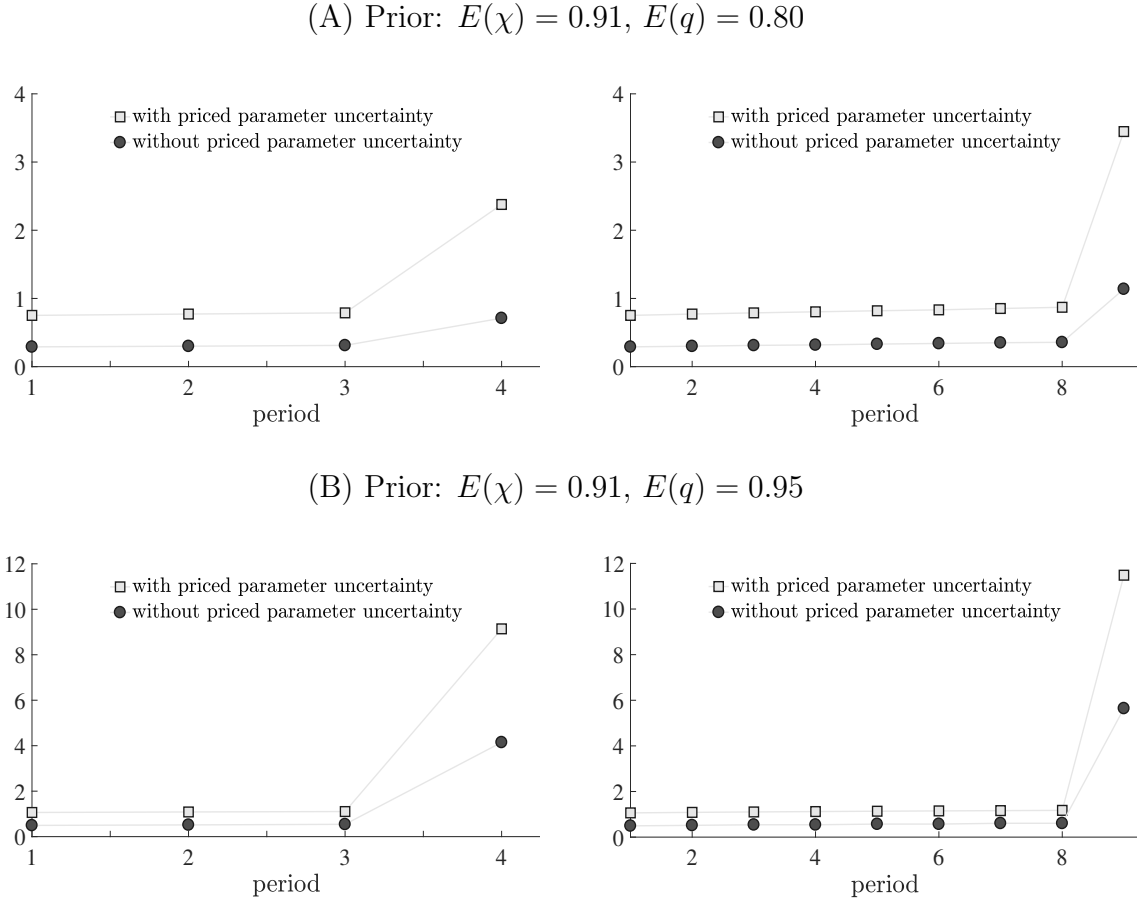 (A) Prior: E(χ) = 0.91, E(q) = 0.80
4
with priced parameter uncertainty
without priced parameter uncertainty
3
2
1
0
1 2 3 4
period
4
with priced parameter uncertainty
without priced parameter uncertainty
3
2
1
0
2 4 6 8
period
(B) Prior: E(χ) = 0.91, E(q) = 0.95
12
with priced parameter uncertainty
10
without priced parameter uncertainty
8
6
4
2
0
1 2 3 4
period
12
with priced parameter uncertainty
10
without priced parameter uncertainty
8
6
4
2
0
2 4 6 8
period